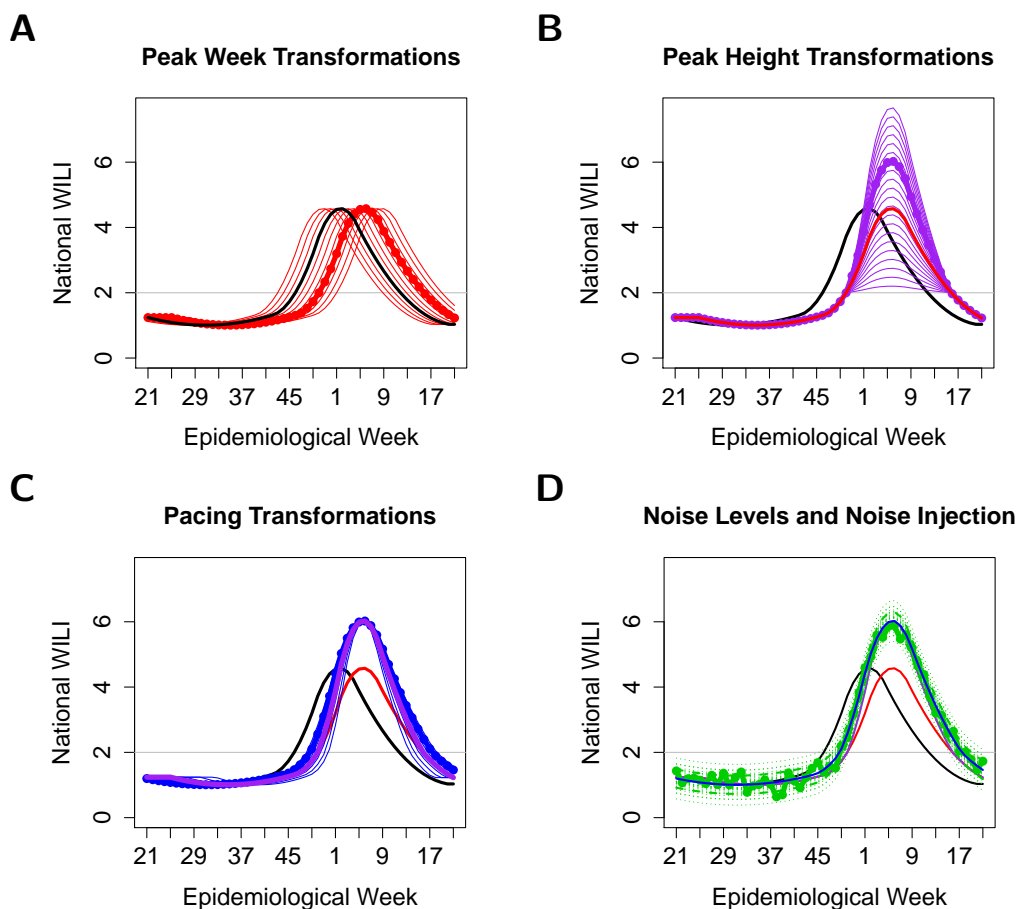 A
Peak Week Transformations
National WILI
0 2 4 6
21 29 37 45 1 9 17
Epidemiological Week
B
Peak Height Transformations
National WILI
0 2 4 6
21 29 37 45 1 9 17
Epidemiological Week
C
Pacing Transformations
National WILI
0 2 4 6
21 29 37 45 1 9 17
Epidemiological Week
D
Noise Levels and Noise Injection
National WILI
0 2 4 6
21 29 37 45 1 9 17
Epidemiological Week